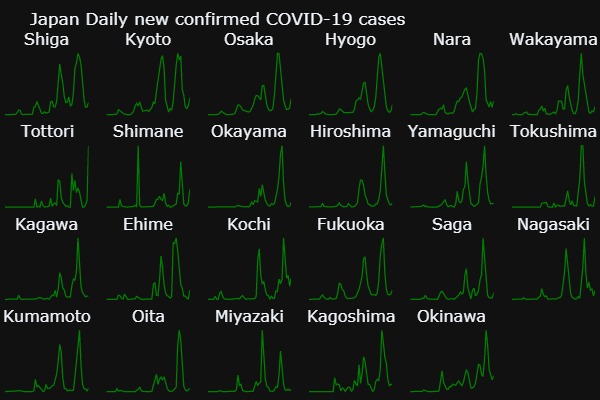 Japan Daily new confirmed COVID-19 cases
Shiga Kyoto Osaka Hyogo Nara Wakayama
Tottori Shimane Okayama Hiroshima Yamaguchi Tokushima
Kagawa Ehime Kochi Fukuoka Saga Nagasaki
Kumamoto Oita Miyazaki Kagoshima Okinawa